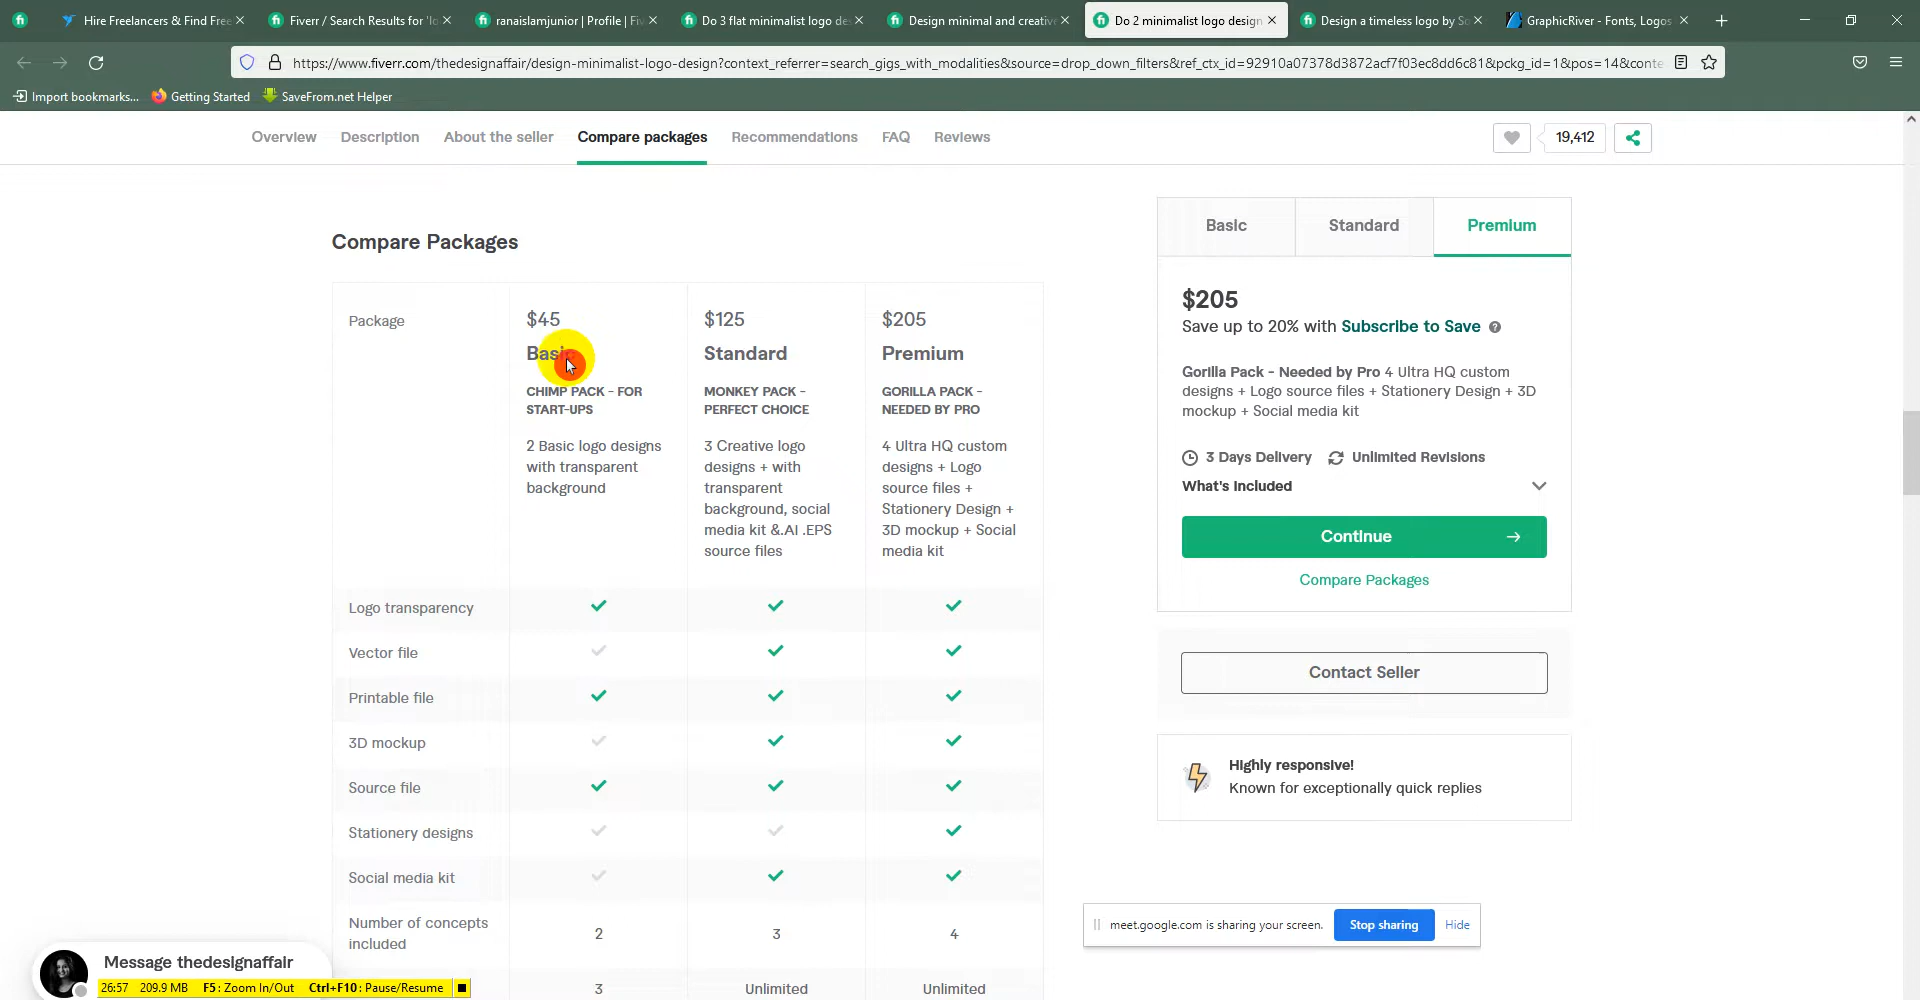 Hire Freelancers & Find Free
Fiverr / Search Results for 'lo
ranaislamjunior | Profile | Fiv
Do 3 flat minimalist logo de
Design minimal and creative
Do 2 minimalist logo design
Design a timeless logo by So
GraphicRiver - Fonts, Logos
https://www.fiverr.com/thedesignaffair/design-minimalist-logo-design?context_referrer=search_gigs_with_modalities&source=drop_down_filters&ref_ctx_id=92910a07378d3872acf7f03ec8dd6c81&pckg_id=1&pos=14&conte
Import bookmarks...
Getting Started
SaveFrom.net Helper
Overview
Description
About the seller
Compare packages
Recommendations
FAQ
Reviews
19,412
Compare Packages
Package
$45
Basic
CHIMP PACK - FOR
START-UPS
2 Basic logo designs
with transparent
background
$125
Standard
MONKEY PACK -
PERFECT CHOICE
3 Creative logo
designs + with
transparent
background, social
media kit &.AI .EPS
source files
$205
Premium
GORILLA PACK -
NEEDED BY PRO
4 Ultra HQ custom
designs + Logo
source files +
Stationery Design +
3D mockup + Social
media kit
Logo transparency
Vector file
Printable file
3D mockup
Source file
Stationery designs
Social media kit
Number of concepts
included
2
3
4
3
Unlimited
Unlimited
Basic
Standard
Premium
$205
Save up to 20% with Subscribe to Save
Gorilla Pack - Needed by Pro 4 Ultra HQ custom
designs + Logo source files + Stationery Design + 3D
mockup + Social media kit
3 Days Delivery
Unlimited Revisions
What's Included
Continue
Compare Packages
Contact Seller
Highly responsive!
Known for exceptionally quick replies
meet.google.com is sharing your screen.
Stop sharing
Hide
Message thedesignaffair
26:57 209.9 MB F5: Zoom In/Out Ctrl+F10: Pause/Resume